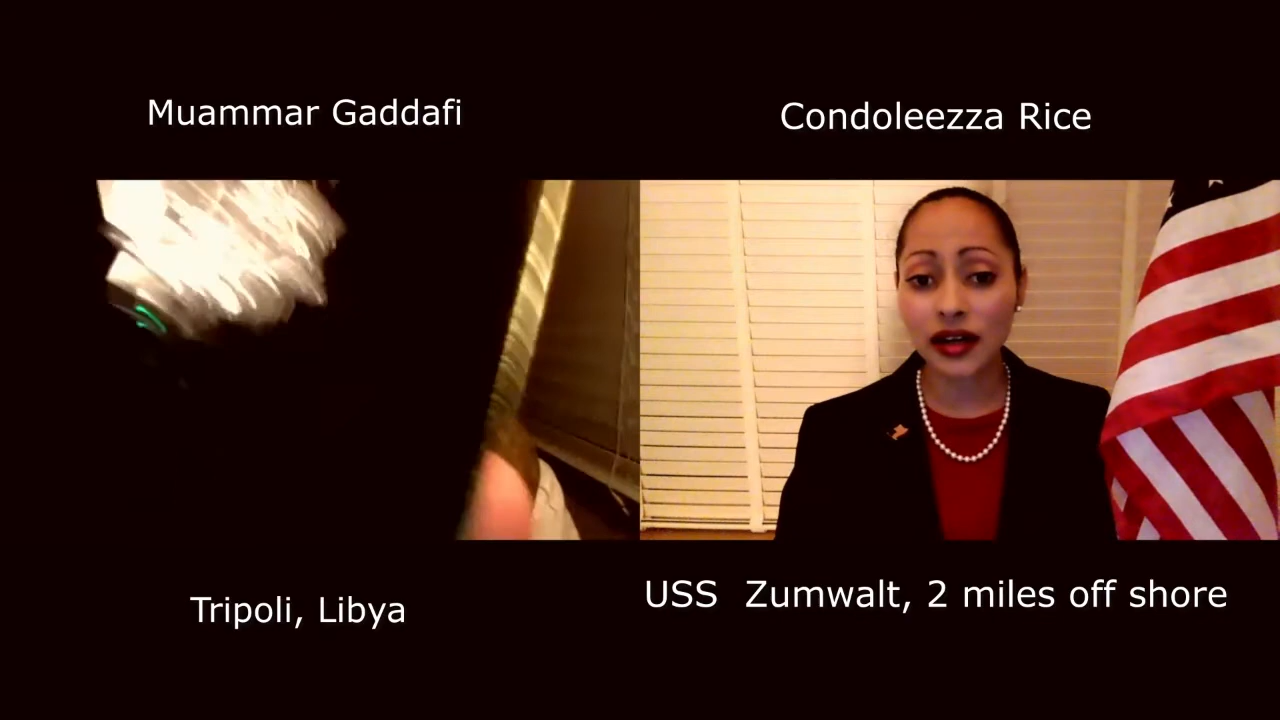 Muammar Gaddafi
Condoleezza Rice
Tripoli, Libya
USS Zumwalt, 2 miles off shore